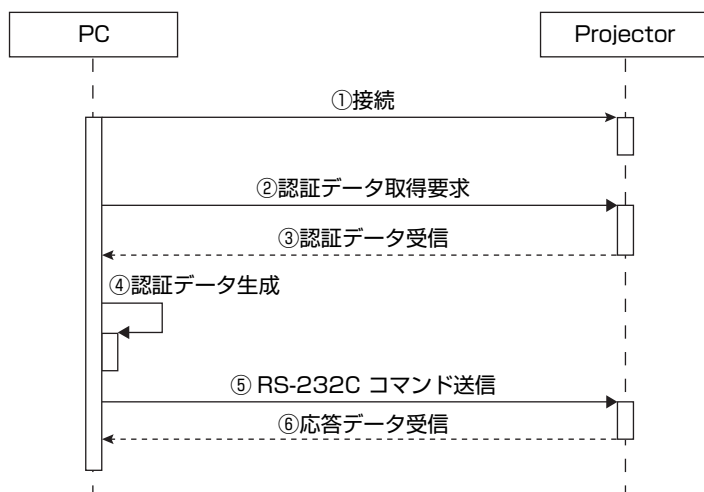 PC
Projector
①接続
②認証データ取得要求
③認証データ受信
④認証データ生成
⑤ RS-232C コマンド送信
⑥応答データ受信